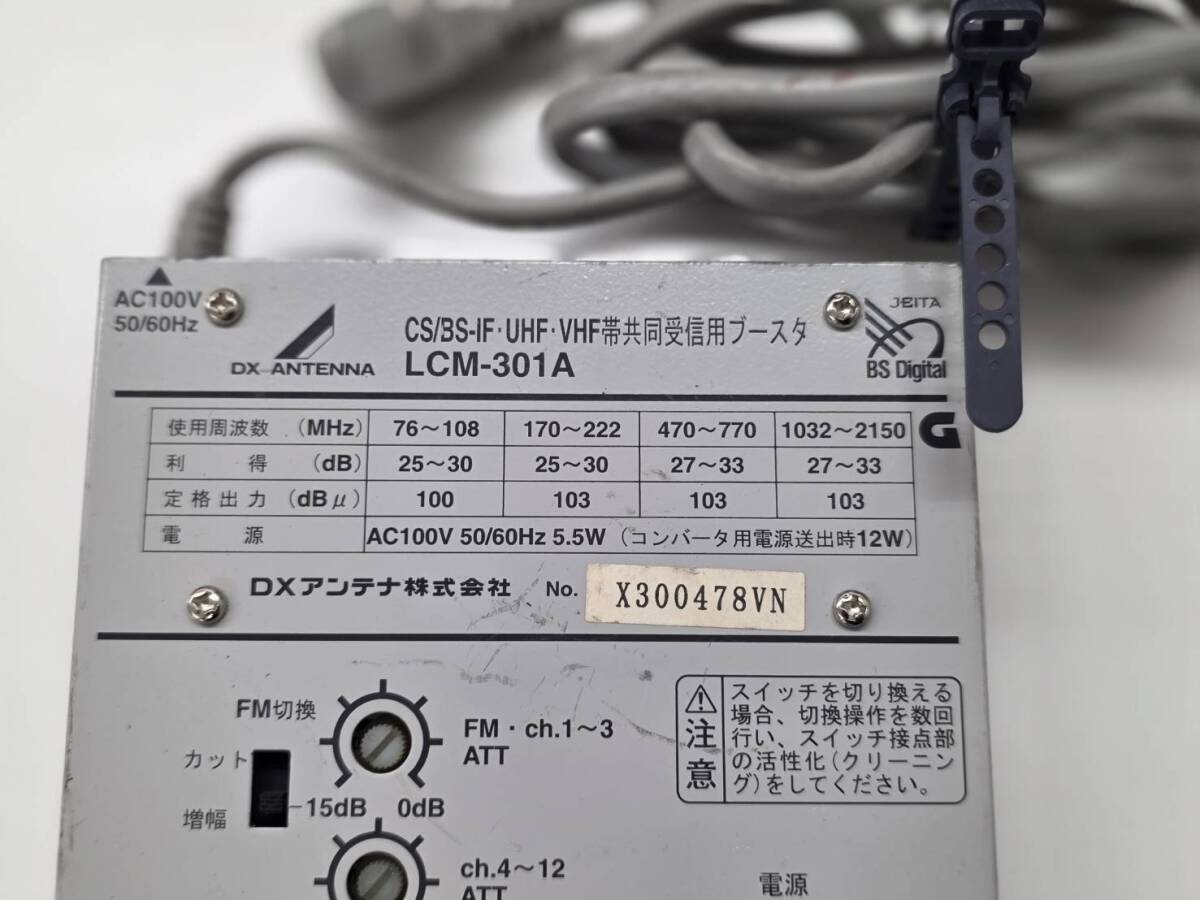 AC100V
50/60Hz
DX ANTENNA
CS/BS-IF・UHF・VHF帯共同受信用ブースタ
LCM-301A
JEITA
BS Digital
G
使用周波数 (MHz) 76～108 170～222 470～770 1032～2150
利得 (dB) 25～30 25～30 27～33 27～33
定格出力 (dBμ) 100 103 103 103
電源 AC100V 50/60Hz 5.5W (コンバータ用電源送出時12W)
DXアンテナ株式会社 No. X300478VN
FM切換
カット
増幅
FM・ch.1～3
ATT
-15dB 0dB
注意
スイッチを切り換える
場合、切換操作を数回
行い、スイッチ接点部
の活性化(クリーニン
グ)をしてください。
ch.4～12
ATT
電源